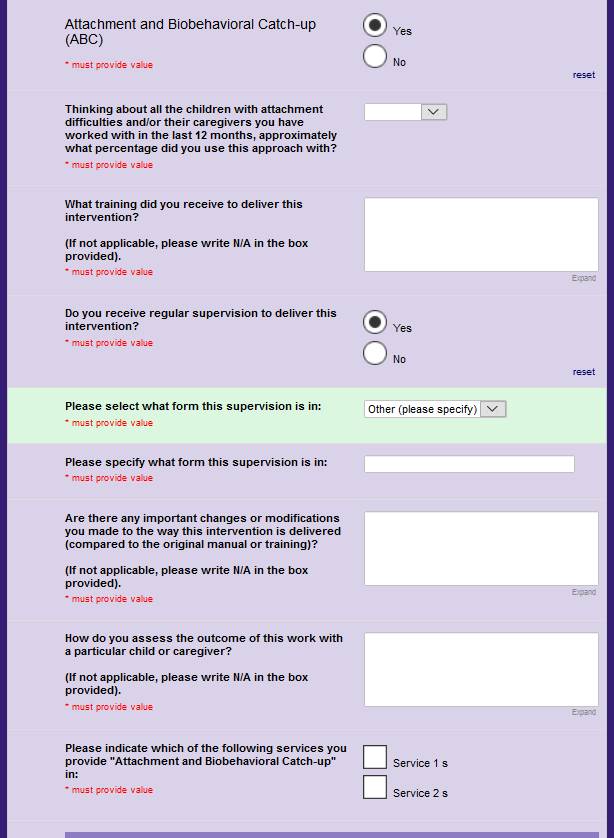 Attachment and Biobehavioral Catch-up
(ABC)
* must provide value
Yes
No
reset
Thinking about all the children with attachment
difficulties and/or their caregivers you have
worked with in the last 12 months, approximately
what percentage did you use this approach with?
* must provide value
What training did you receive to deliver this
intervention?
(If not applicable, please write N/A in the box
provided).
* must provide value
Expand
Do you receive regular supervision to deliver this
intervention?
* must provide value
Yes
No
reset
Please select what form this supervision is in:
* must provide value
Other (please specify)
Please specify what form this supervision is in:
* must provide value
Are there any important changes or modifications
you made to the way this intervention is delivered
(compared to the original manual or training)?
(If not applicable, please write N/A in the box
provided).
* must provide value
Expand
How do you assess the outcome of this work with
a particular child or caregiver?
(If not applicable, please write N/A in the box
provided).
* must provide value
Expand
Please indicate which of the following services you
provide "Attachment and Biobehavioral Catch-up"
in:
* must provide value
Service 1 s
Service 2 s